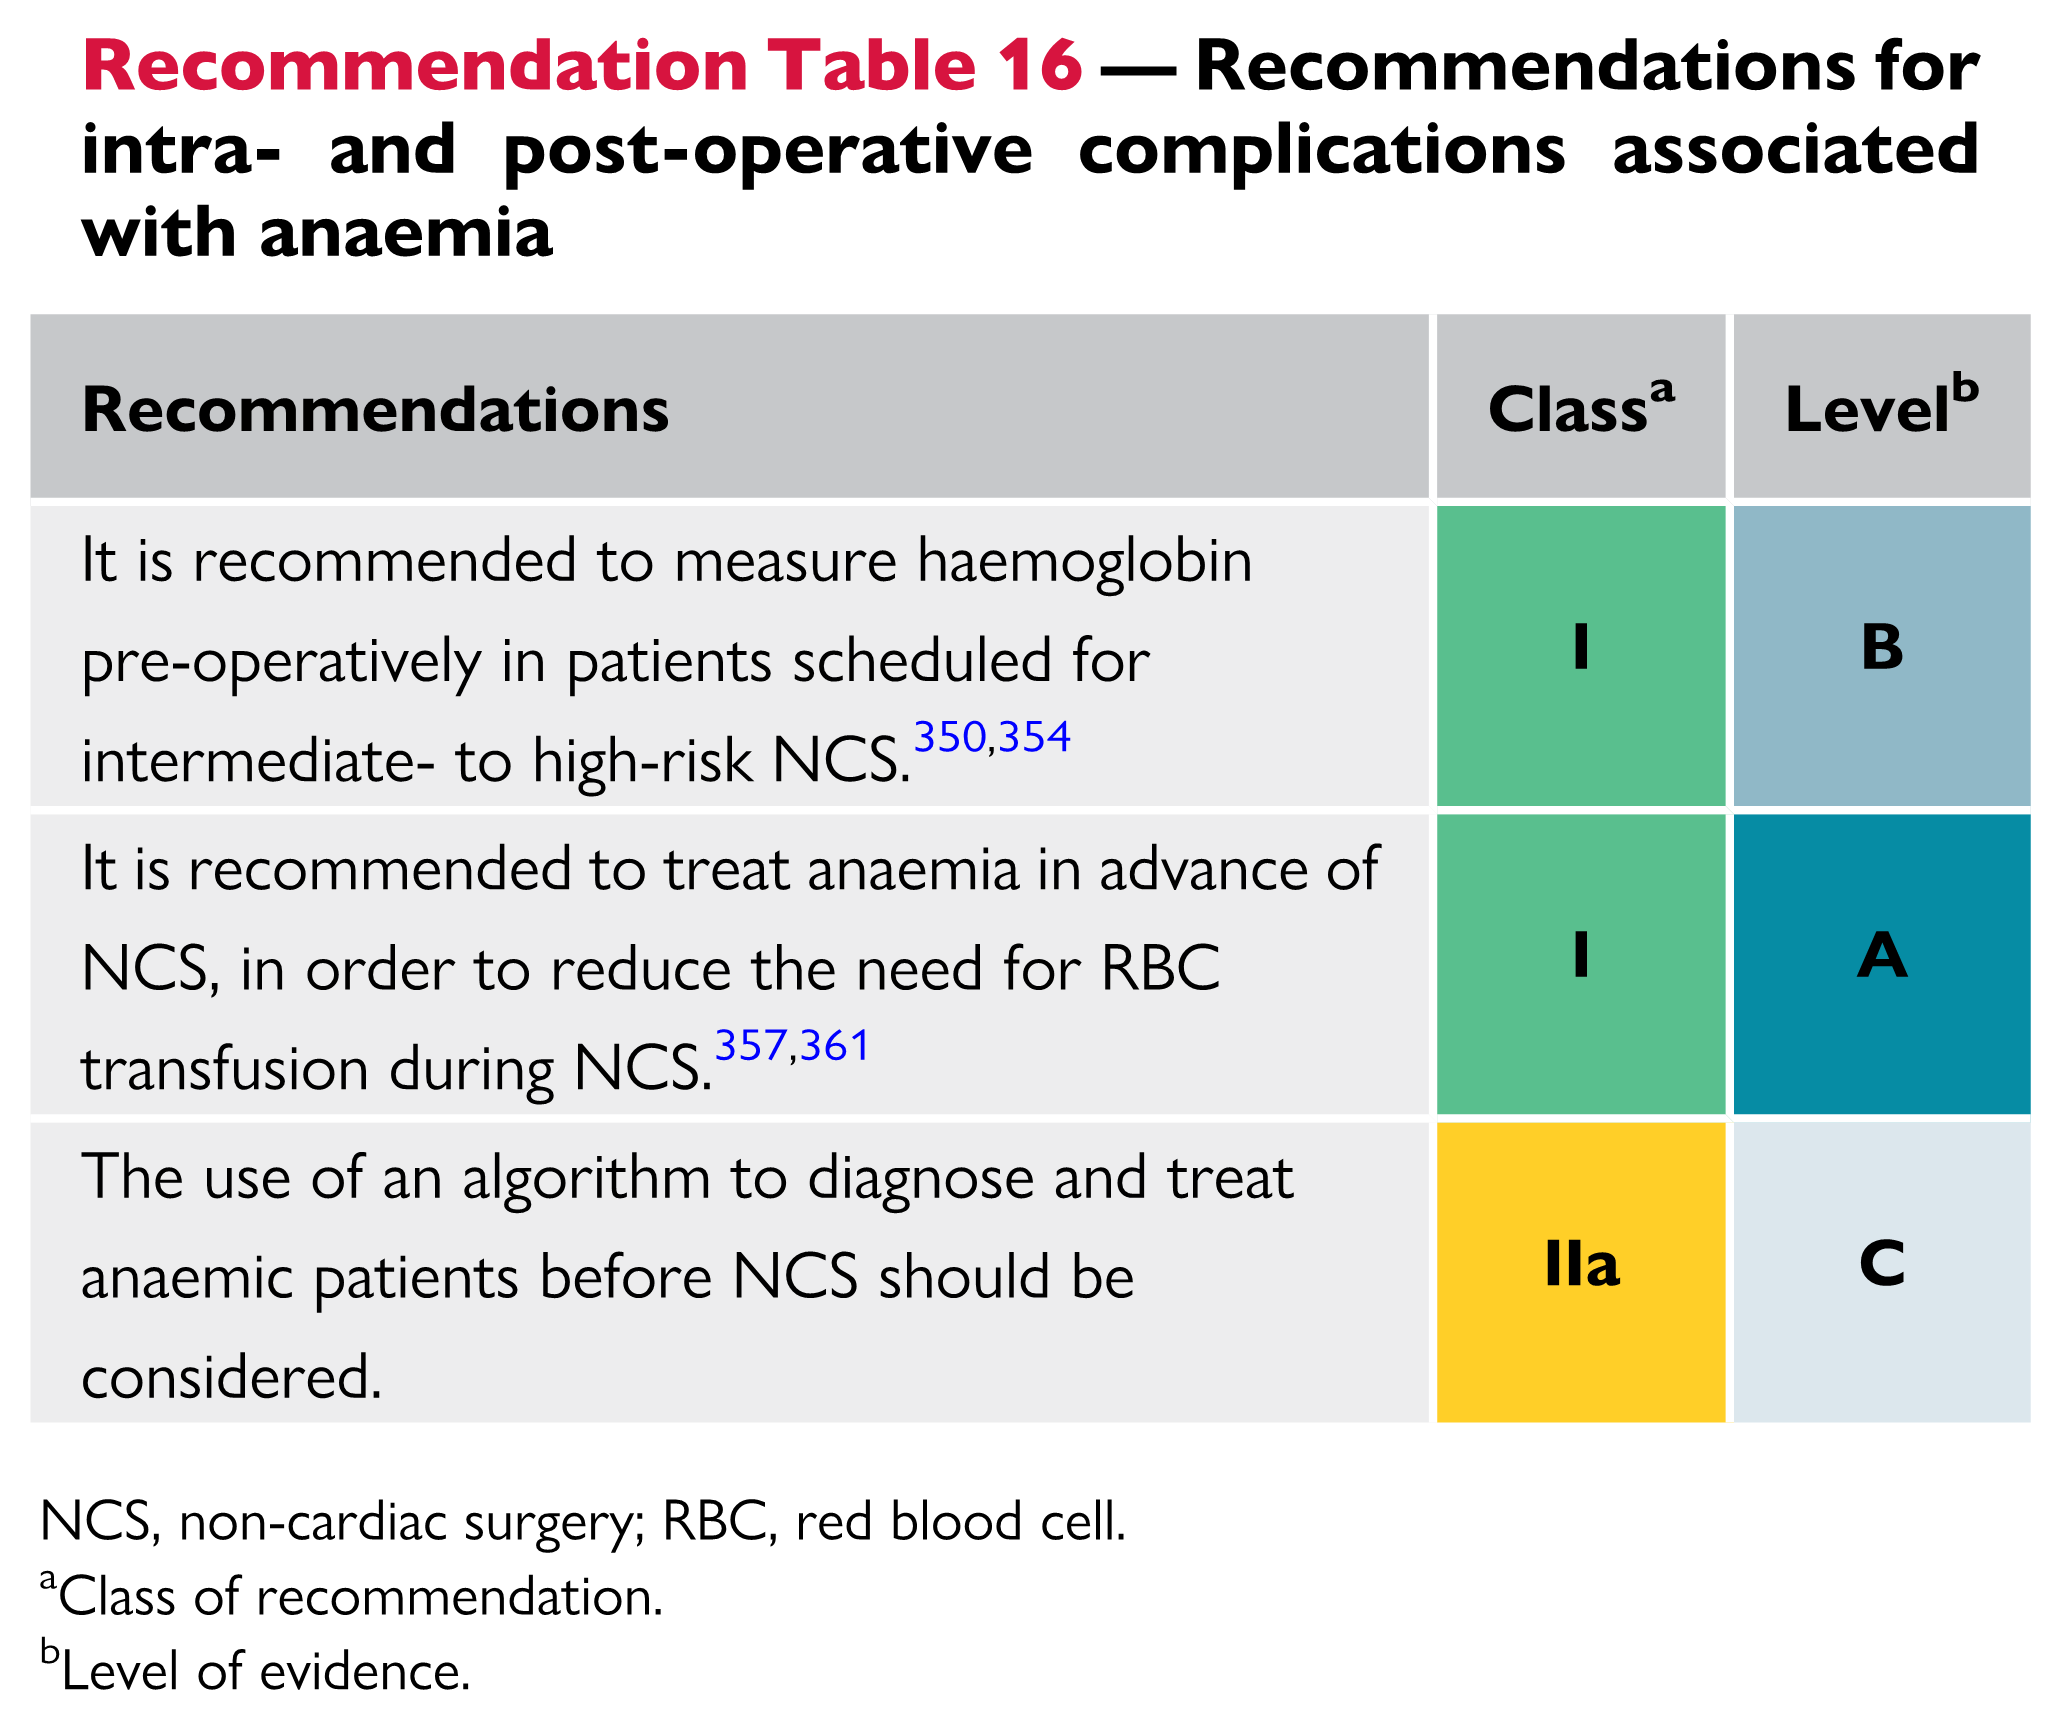 Recommendation Table 16 — Recommendations for
intra- and post-operative complications associated
with anaemia
Recommendations Classᵃ Levelᵇ
It is recommended to measure haemoglobin
pre-operatively in patients scheduled for
intermediate- to high-risk NCS.350,354
I B
It is recommended to treat anaemia in advance of
NCS, in order to reduce the need for RBC
transfusion during NCS.357,361
I A
The use of an algorithm to diagnose and treat
anaemic patients before NCS should be
considered.
IIa C
NCS, non-cardiac surgery; RBC, red blood cell.
ᵃClass of recommendation.
ᵇLevel of evidence.